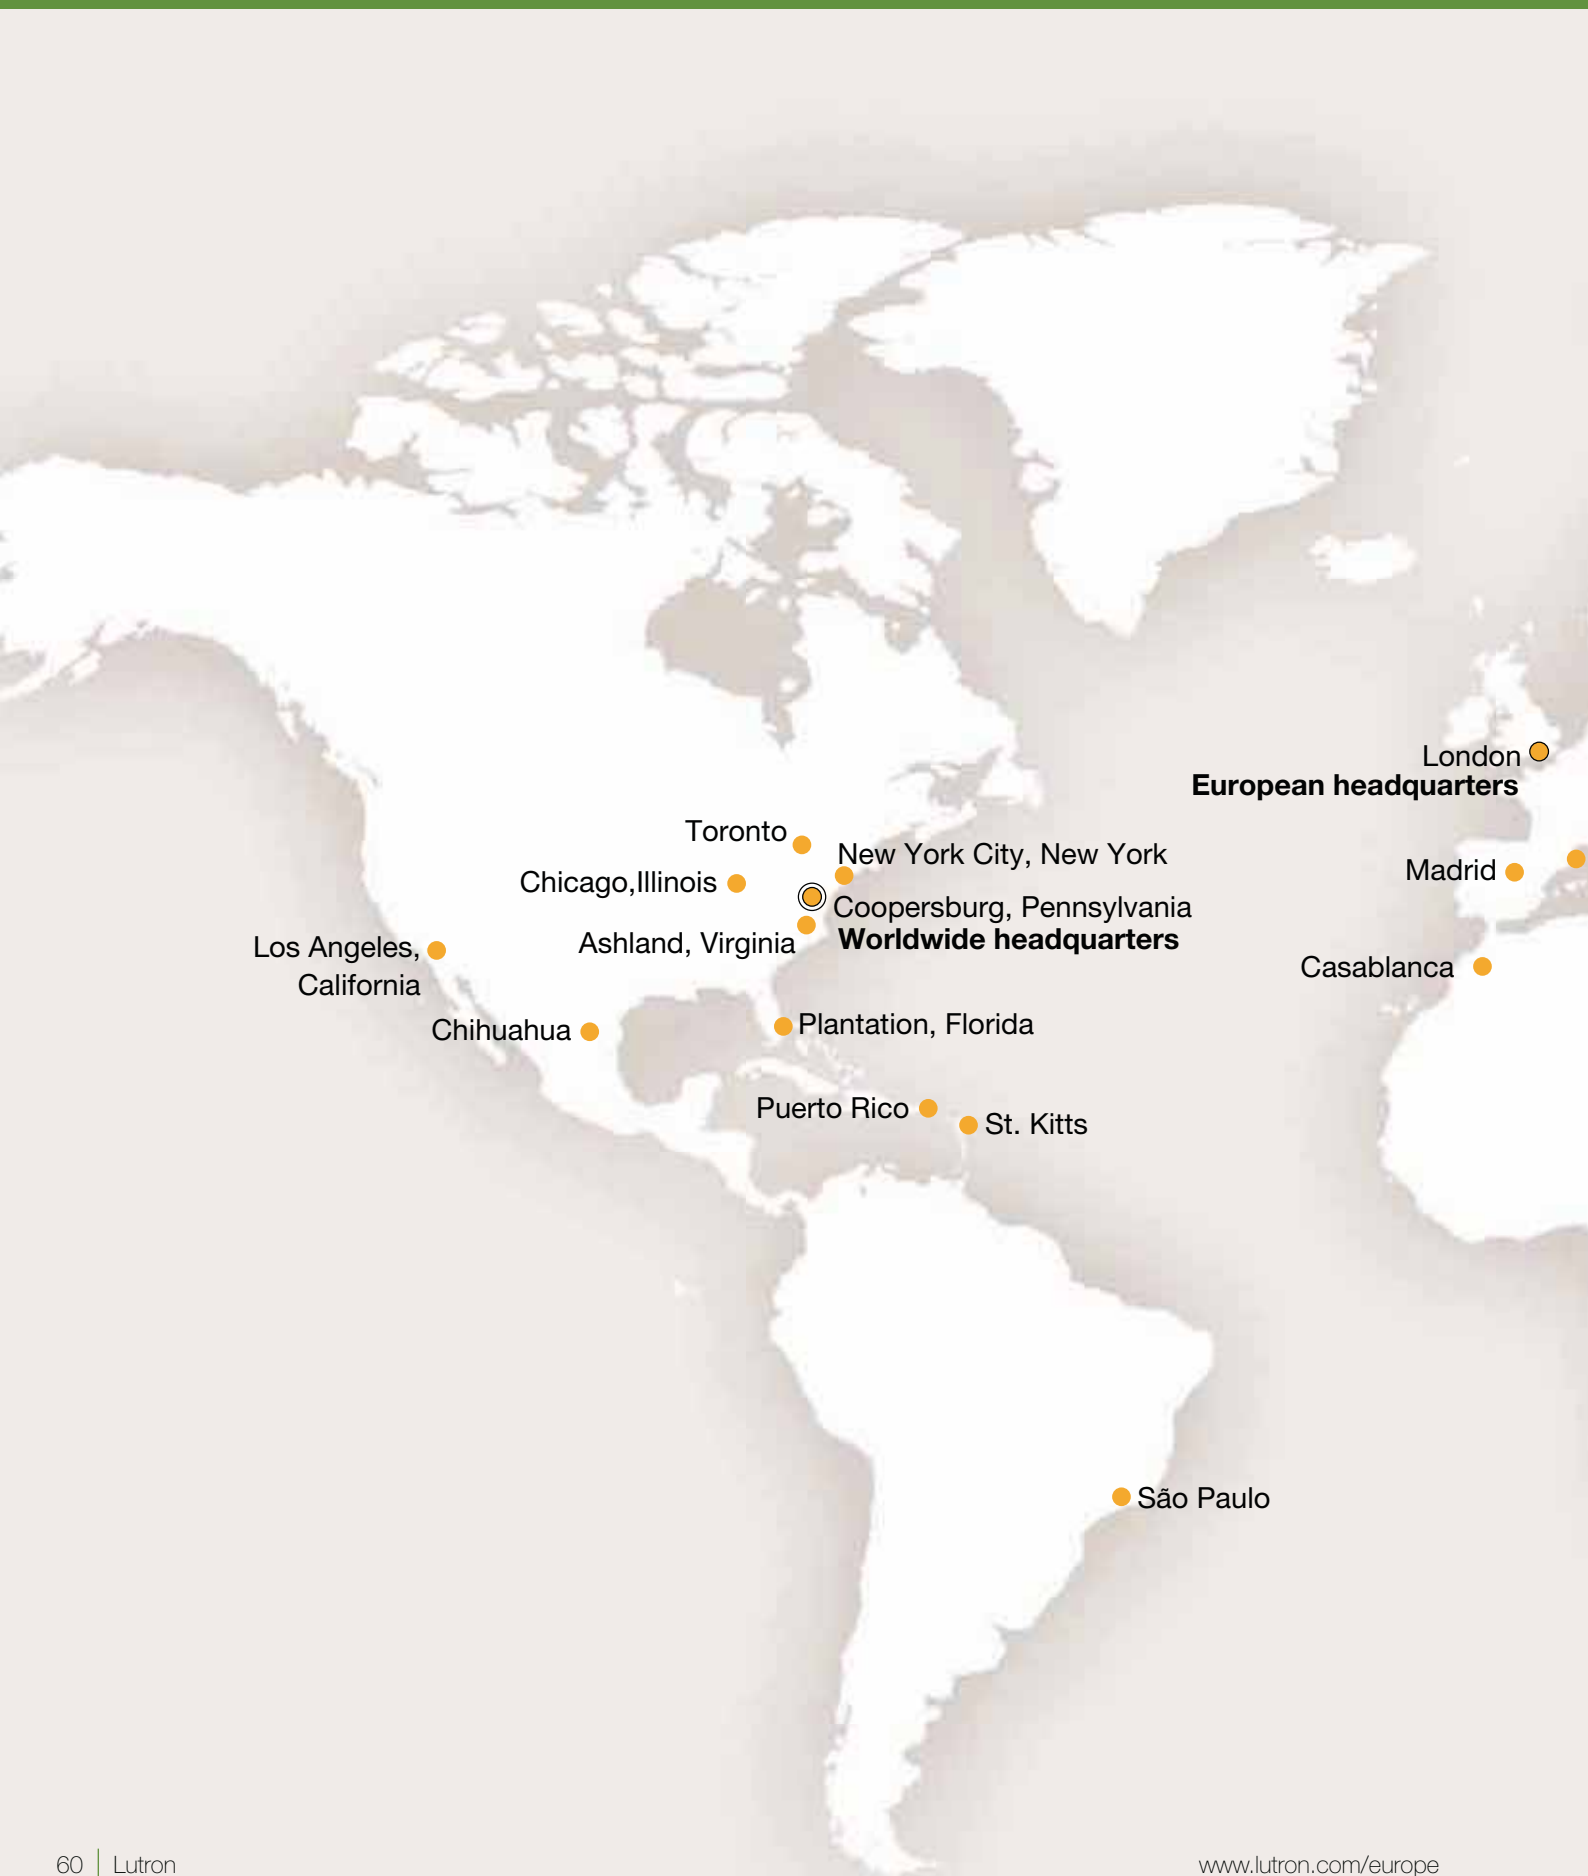 London
European headquarters
Toronto
New York City, New York
Madrid
Chicago,Illinois
Coopersburg, Pennsylvania
Worldwide headquarters
Ashland, Virginia
Los Angeles,
California
Casablanca
Plantation, Florida
Chihuahua
Puerto Rico
St. Kitts
São Paulo
60 | Lutron
www.lutron.com/europe